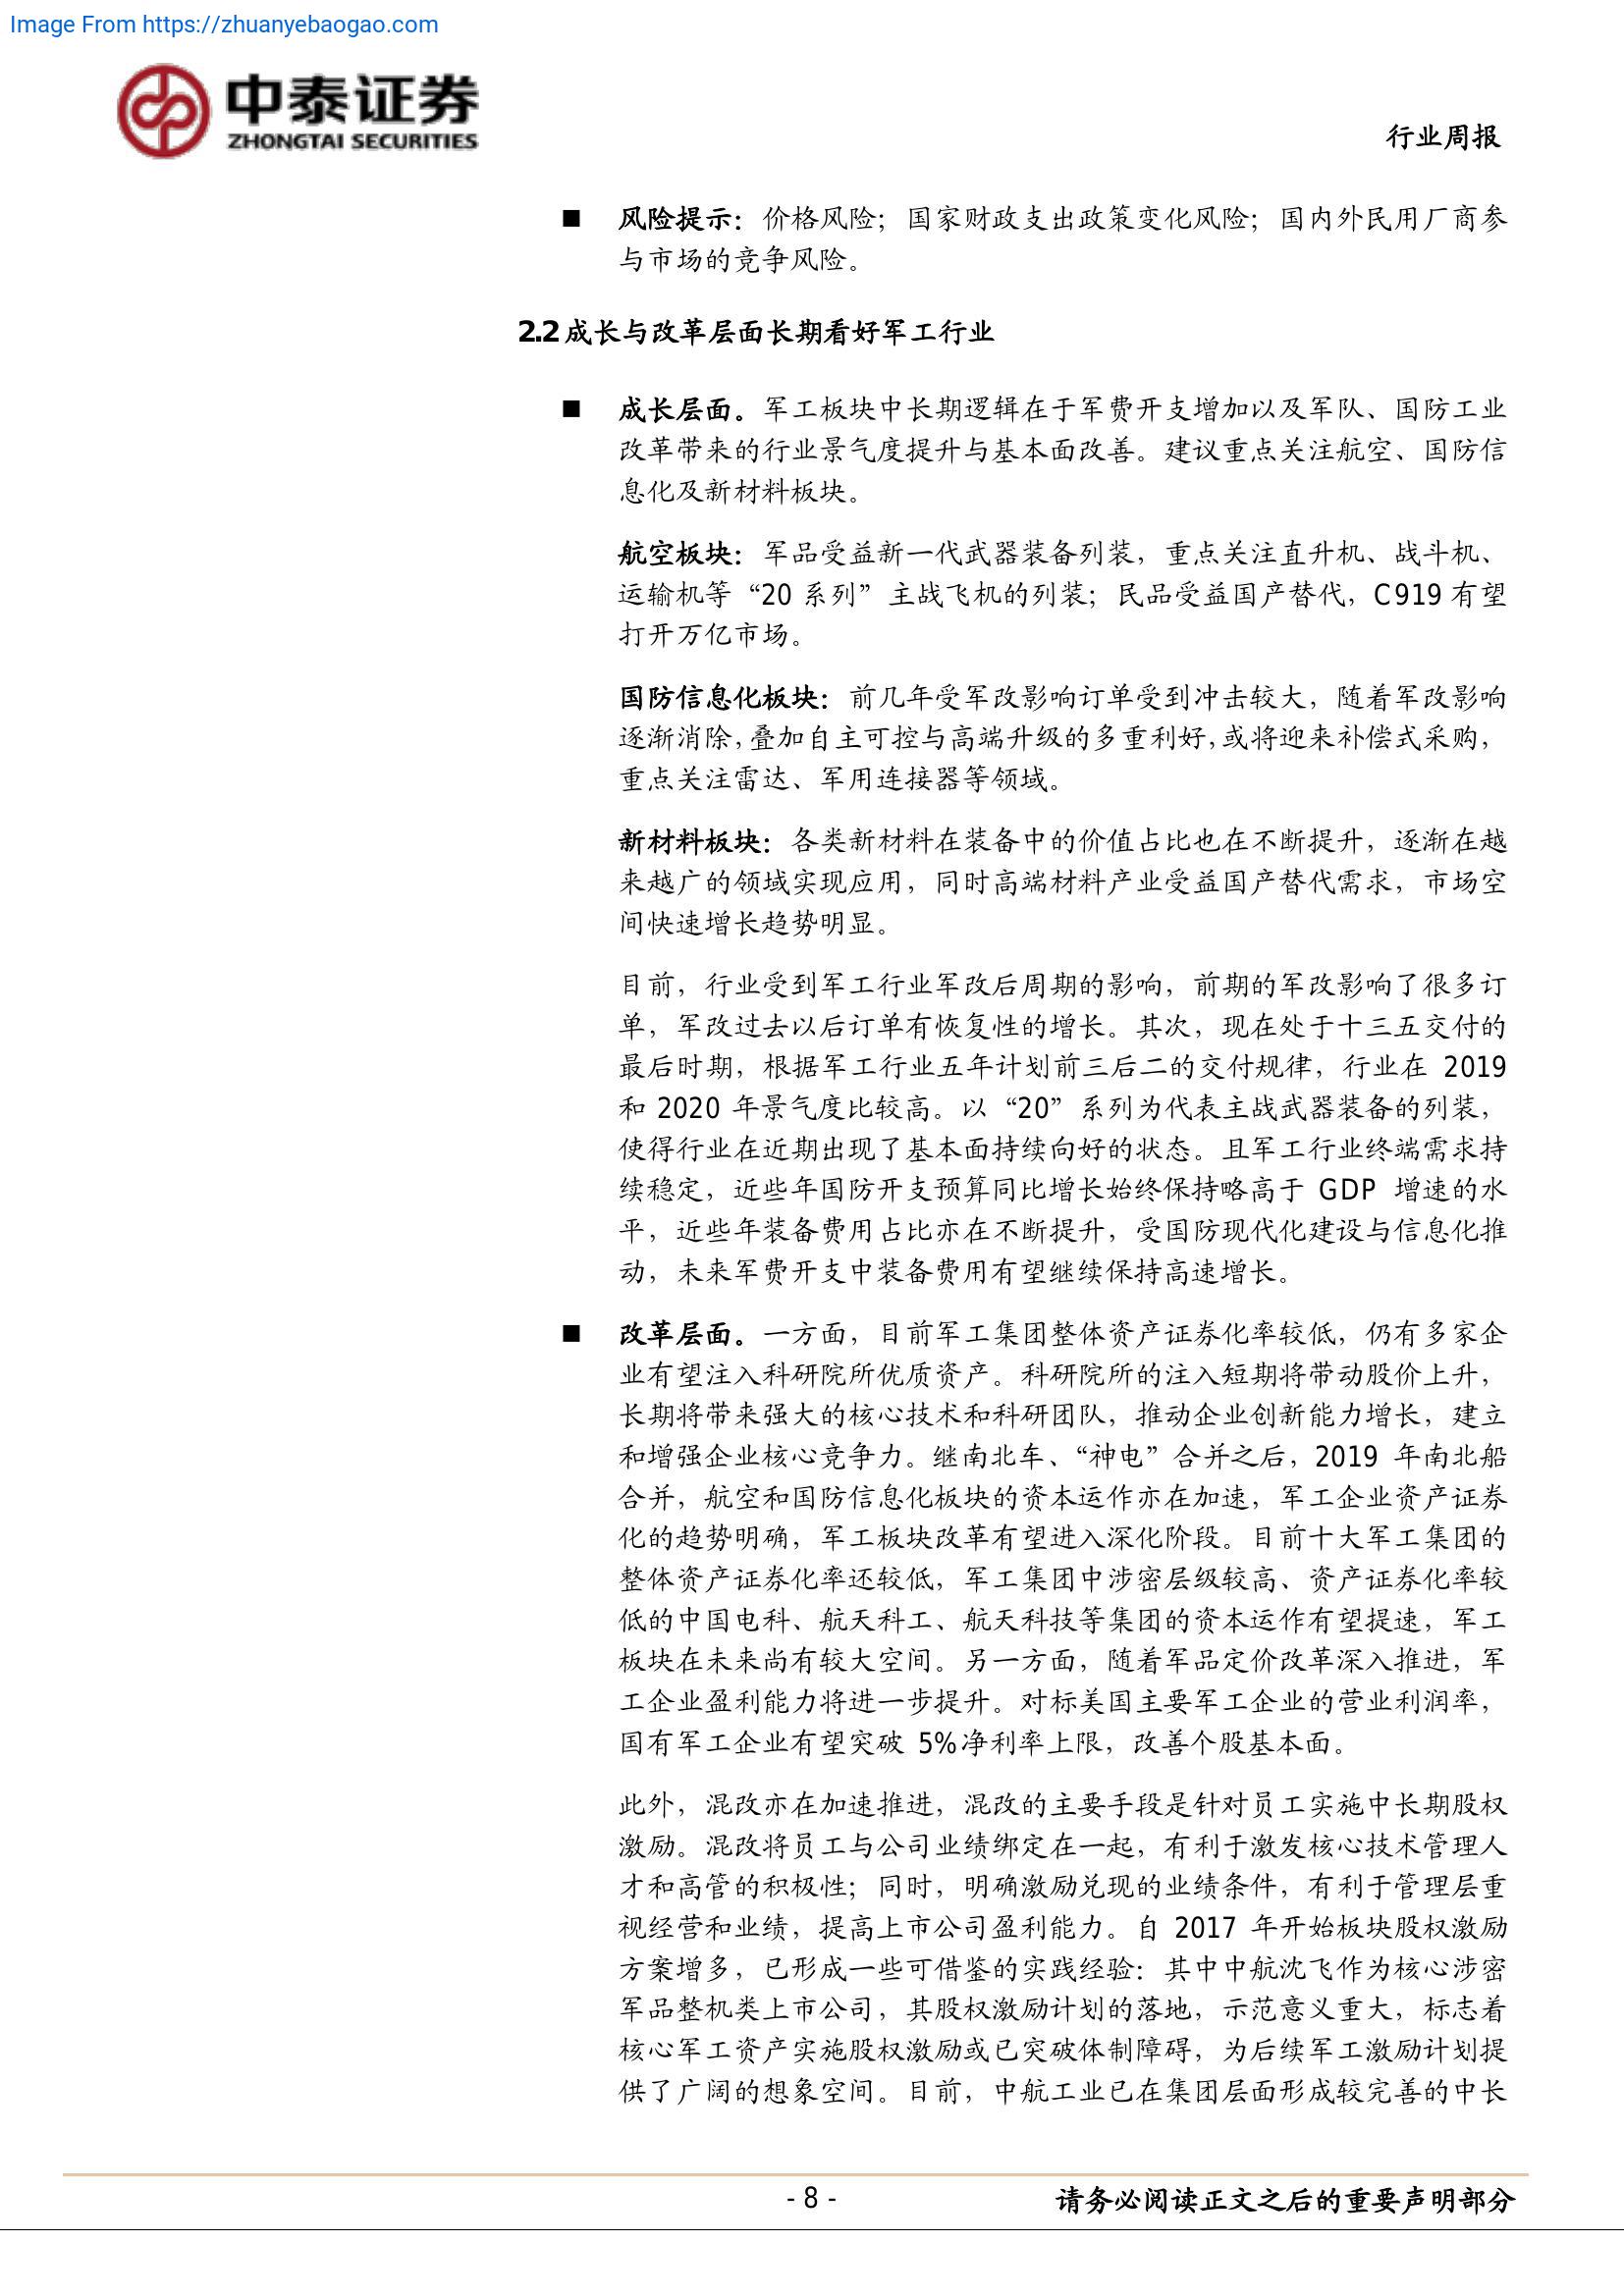 Image From https://zhuanyebaogao.com
中泰证券
ZHONGTAI SECURITIES
行业周报
■ 风险提示：价格风险；国家财政支出政策变化风险；国内外民用厂商参
与市场的竞争风险。
2.2 成长与改革层面长期看好军工行业
■ 成长层面。军工板块中长期逻辑在于军费开支增加以及军队、国防工业
改革带来的行业景气度提升与基本面改善。建议重点关注航空、国防信
息化及新材料板块。
航空板块：军品受益新一代武器装备列装，重点关注直升机、战斗机、
运输机等“20 系列”主战飞机的列装；民品受益国产替代，C919 有望
打开万亿市场。
国防信息化板块：前几年受军改影响订单受到冲击较大，随着军改影响
逐渐消除，叠加自主可控与高端升级的多重利好，或将迎来补偿式采购，
重点关注雷达、军用连接器等领域。
新材料板块：各类新材料在装备中的价值占比也在不断提升，逐渐在越
来越广的领域实现应用，同时高端材料产业受益国产替代需求，市场空
间快速增长趋势明显。
目前，行业受到军工行业军改后周期的影响，前期的军改影响了很多订
单，军改过去以后订单有恢复性的增长。其次，现在处于十三五交付的
最后时期，根据军工行业五年计划前三后二的交付规律，行业在 2019
和 2020 年景气度比较高。以“20”系列为代表主战武器装备的列装，
使得行业在近期出现了基本面持续向好的状态。且军工行业终端需求持
续稳定，近些年国防开支预算同比增长始终保持略高于 GDP 增速的水
平，近些年装备费用占比亦在不断提升，受国防现代化建设与信息化推
动，未来军费开支中装备费用有望继续保持高速增长。
■ 改革层面。一方面，目前军工集团整体资产证券化率较低，仍有多家企
业有望注入科研院所优质资产。科研院所的注入短期将带动股价上升，
长期将带来强大的核心技术和科研团队，推动企业创新能力增长，建立
和增强企业核心竞争力。继南北车、“神电”合并之后，2019 年南北船
合并，航空和国防信息化板块的资本运作亦在加速，军工企业资产证券
化的趋势明确，军工板块改革有望进入深化阶段。目前十大军工集团的
整体资产证券化率还较低，军工集团中涉密层级较高、资产证券化率较
低的中国电科、航天科工、航天科技等集团的资本运作有望提速，军工
板块在未来尚有较大空间。另一方面，随着军品定价改革深入推进，军
工企业盈利能力将进一步提升。对标美国主要军工企业的营业利润率，
国有军工企业有望突破 5%净利率上限，改善个股基本面。
此外，混改亦在加速推进，混改的主要手段是针对员工实施中长期股权
激励。混改将员工与公司业绩绑定在一起，有利于激发核心技术管理人
才和高管的积极性；同时，明确激励兑现的业绩条件，有利于管理层重
视经营和业绩，提高上市公司盈利能力。自 2017 年开始板块股权激励
方案增多，已形成一些可借鉴的实践经验：其中中航沈飞作为核心涉密
军品整机类上市公司，其股权激励计划的落地，示范意义重大，标志着
核心军工资产实施股权激励或已突破体制障碍，为后续军工激励计划提
供了广阔的想象空间。目前，中航工业已在集团层面形成较完善的中长
- 8 -
请务必阅读正文之后的重要声明部分